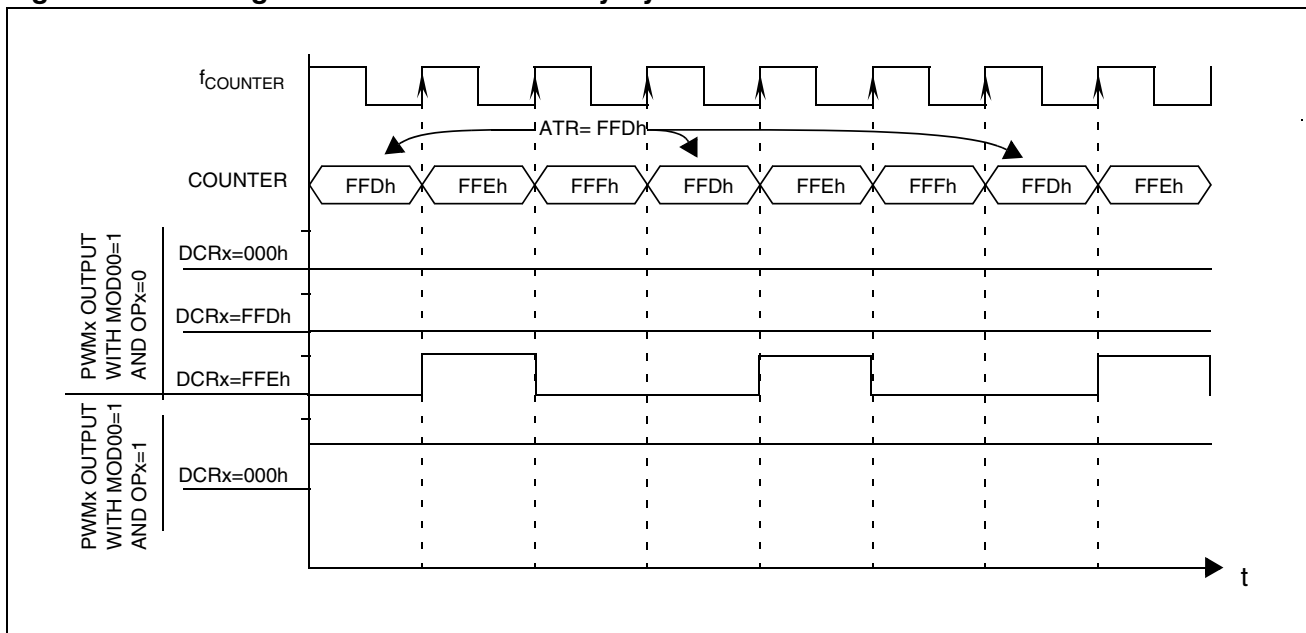 fCOUNTER
ATR= FFDh
COUNTER
FFDh FFEh FFFh FFDh FFEh FFFh FFDh FFEh
PWMx OUTPUT
WITH MOD00=1
AND OPx=0
DCRx=000h
DCRx=FFDh
DCRx=FFEh
PWMx OUTPUT
WITH MOD00=1
AND OPx=1
DCRx=000h
t